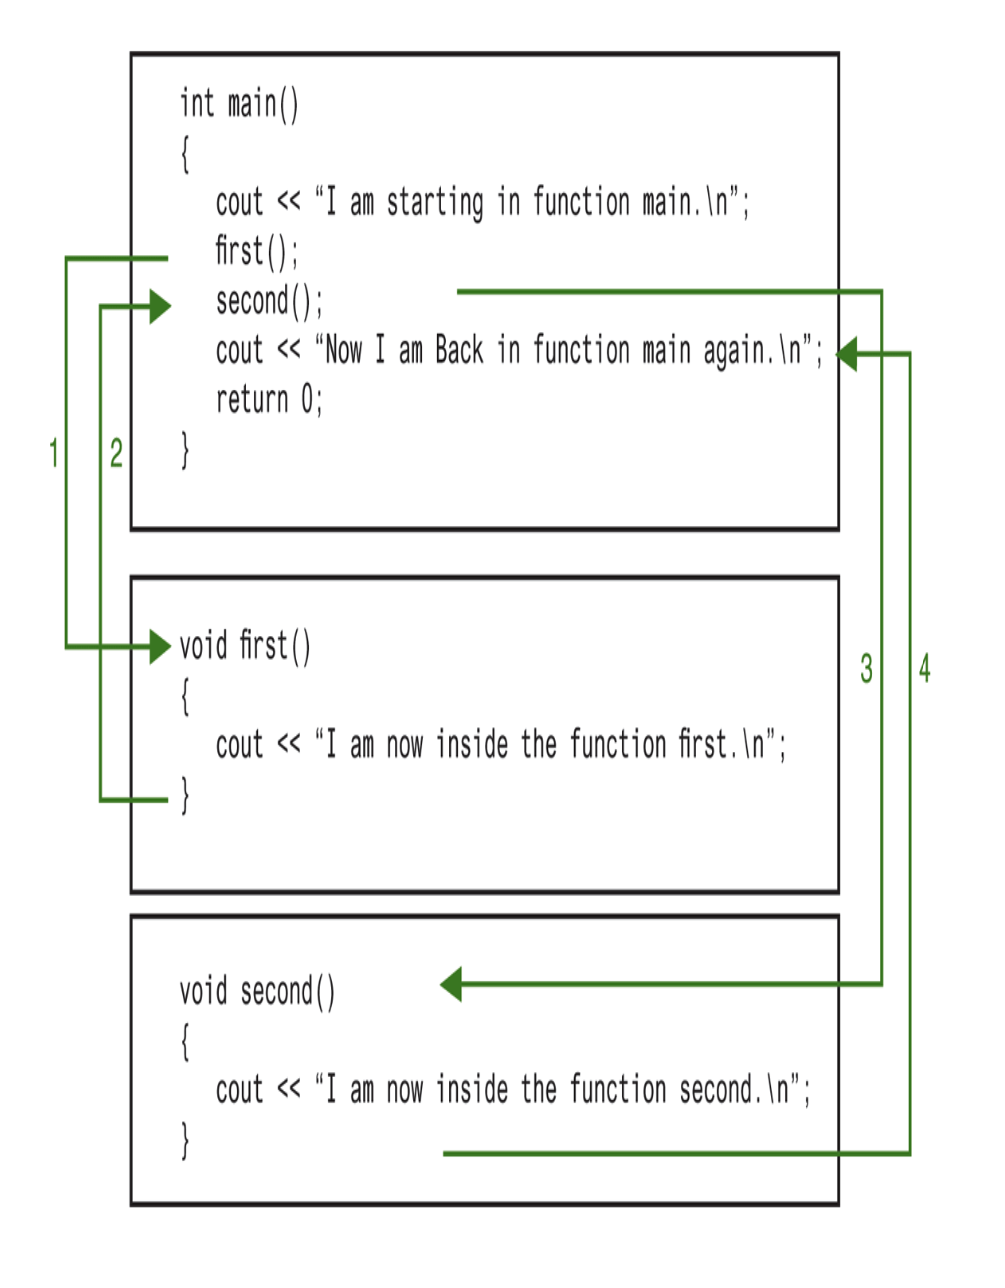 int main()
{
cout << “I am starting in function main.\n”;
first();
second();
cout << “Now I am Back in function main again.\n”;
return 0;
}
1
2
void first()
{
cout << “I am now inside the function first.\n”;
}
3
4
void second()
{
cout << “I am now inside the function second.\n”;
}